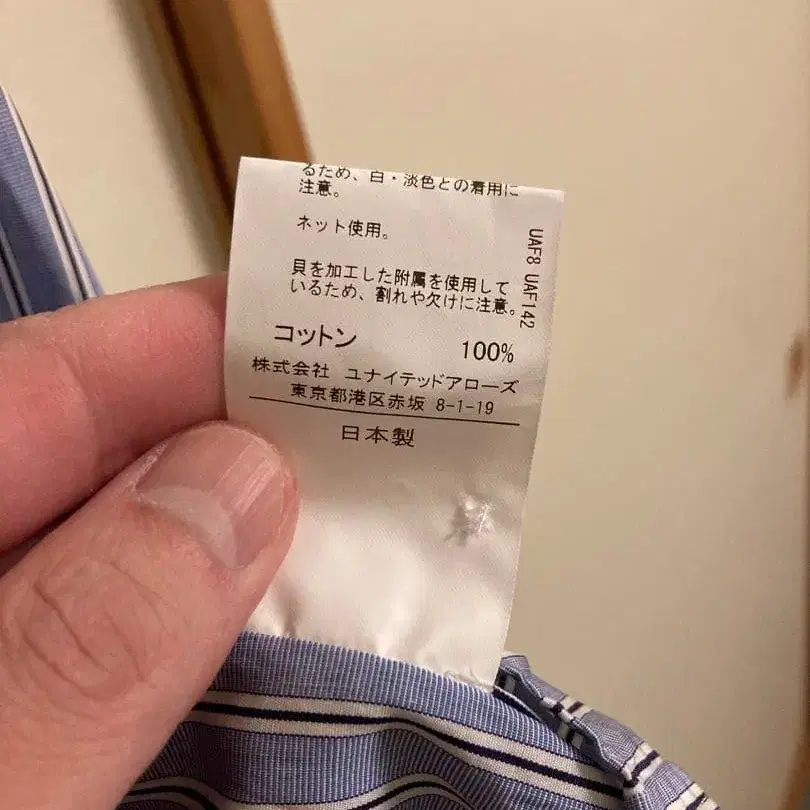 るため、白・淡色との着用に
注意。
ネット使用。
貝を加工した附属を使用して
いるため、割れや欠けに注意。
UAF8 UAF142
コットン 100%
株式会社 ユナイテッドアローズ
東京都港区赤坂 8-1-19
日本製